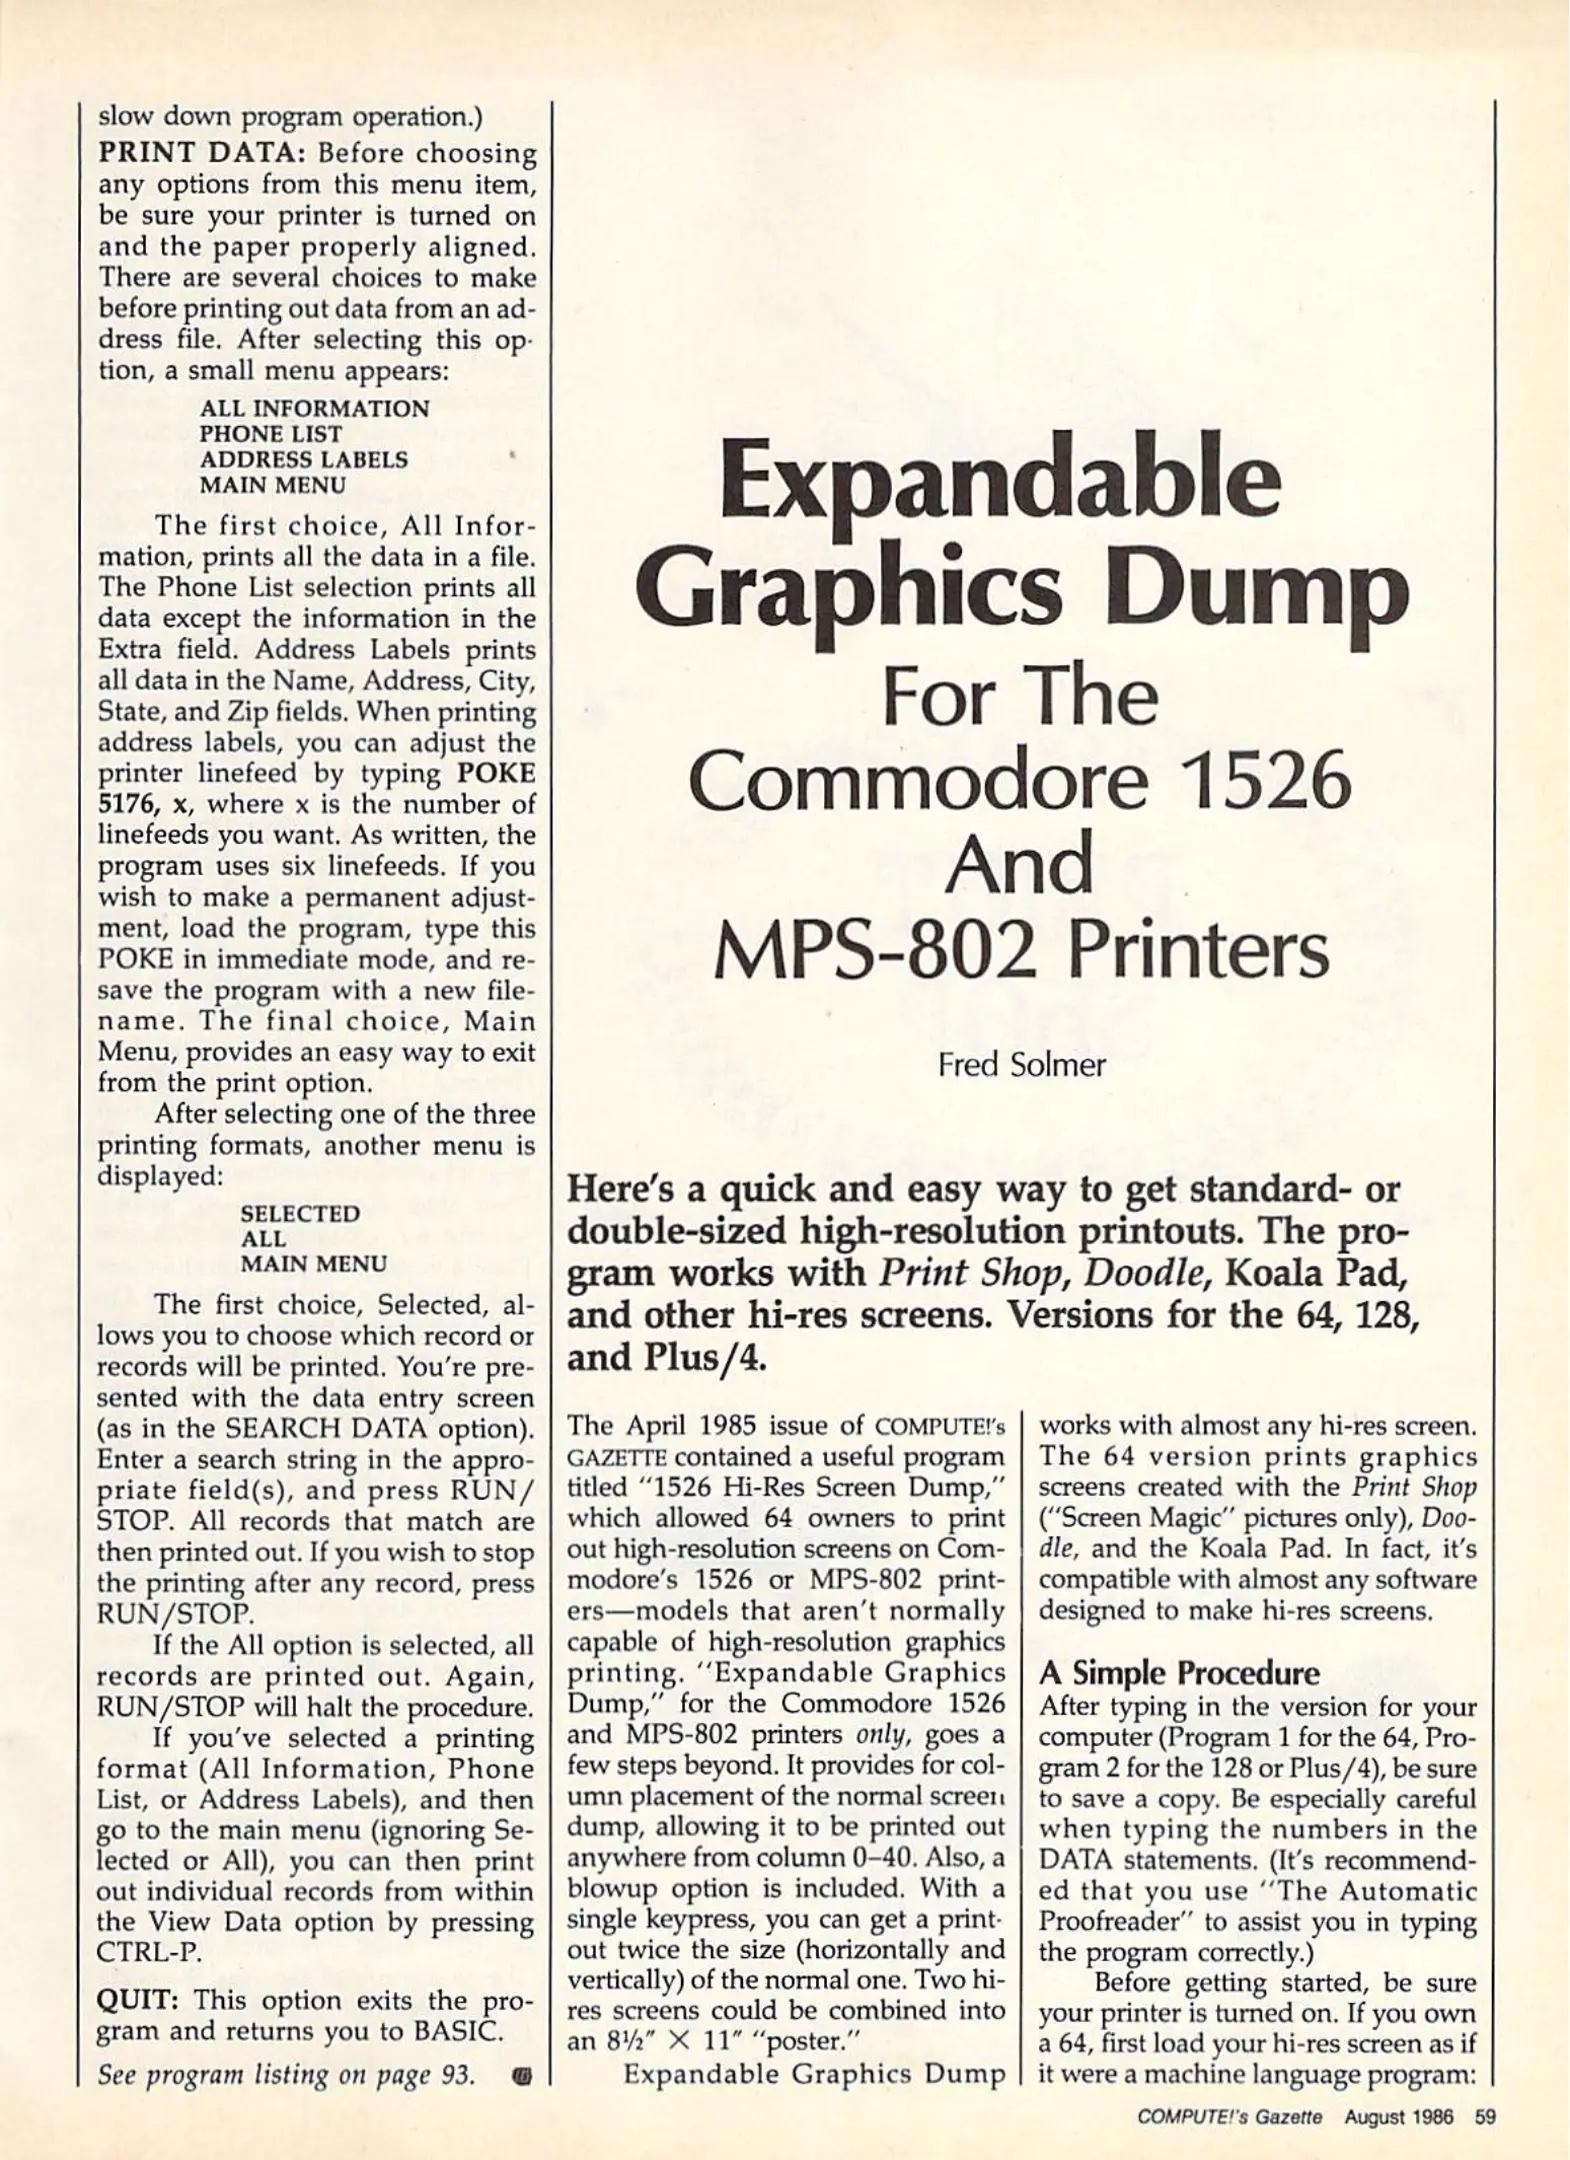 slow down program operation.)
PRINT DATA: Before choosing
any options from this menu item,
be sure your printer is turned on
and the paper properly aligned.
There are several choices to make
before printing out data from an ad-
dress file. After selecting this op-
tion, a small menu appears:
ALL INFORMATION
PHONE LIST
ADDRESS LABELS
MAIN MENU
The first choice, All Infor-
mation, prints all the data in a file.
The Phone List selection prints all
data except the information in the
Extra field. Address Labels prints
all data in the Name, Address, City,
State, and Zip fields. When printing
address labels, you can adjust the
printer linefeed by typing POKE
5176, x, where x is the number of
linefeeds you want. As written, the
program uses six linefeeds. If you
wish to make a permanent adjust-
ment, load the program, type this
POKE in immediate mode, and re-
save the program with a new file-
name. The final choice, Main
Menu, provides an easy way to exit
from the print option.
After selecting one of the three
printing formats, another menu is
displayed:
SELECTED
ALL
MAIN MENU
The first choice, Selected, al-
lows you to choose which record or
records will be printed. You're pre-
sented with the data entry screen
(as in the SEARCH DATA option).
Enter a search string in the appro-
priate field(s), and press RUN/
STOP. All records that match are
then printed out. If you wish to stop
the printing after any record, press
RUN/STOP.
If the All option is selected, all
records are printed out. Again,
RUN/STOP will halt the procedure.
If you've selected a printing
format (All Information, Phone
List, or Address Labels), and then
go to the main menu (ignoring Se-
lected or All), you can then print
out individual records from within
the View Data option by pressing
CTRL-P.
QUIT: This option exits the pro-
gram and returns you to BASIC.
See program listing on page 93.
Expandable
Graphics Dump
For The
Commodore 1526
And
MPS-802 Printers
Fred Solmer
Here's a quick and easy way to get standard- or
double-sized high-resolution printouts. The pro-
gram works with Print Shop, Doodle, Koala Pad,
and other hi-res screens. Versions for the 64, 128,
and Plus/4.
The April 1985 issue of COMPUTE!'s
GAZETTE contained a useful program
titled "1526 Hi-Res Screen Dump,"
which allowed 64 owners to print
out high-resolution screens on Com-
modore's 1526 or MPS-802 print-
ers—models that aren't normally
capable of high-resolution graphics
printing. "Expandable Graphics
Dump," for the Commodore 1526
and MPS-802 printers only, goes a
few steps beyond. It provides for col-
umn placement of the normal screen
dump, allowing it to be printed out
anywhere from column 0–40. Also, a
blowup option is included. With a
single keypress, you can get a print-
out twice the size (horizontally and
vertically) of the normal one. Two hi-
res screens could be combined into
an 8½" × 11" "poster."
Expandable Graphics Dump
works with almost any hi-res screen.
The 64 version prints graphics
screens created with the Print Shop
("Screen Magic" pictures only), Doo-
dle, and the Koala Pad. In fact, it's
compatible with almost any software
designed to make hi-res screens.
A Simple Procedure
After typing in the version for your
computer (Program 1 for the 64, Pro-
gram 2 for the 128 or Plus/4), be sure
to save a copy. Be especially careful
when typing the numbers in the
DATA statements. (It's recommend-
ed that you use "The Automatic
Proofreader" to assist you in typing
the program correctly.)
Before getting started, be sure
your printer is turned on. If you own
a 64, first load your hi-res screen as if
it were a machine language program:
COMPUTE!'s Gazette August 1986 59